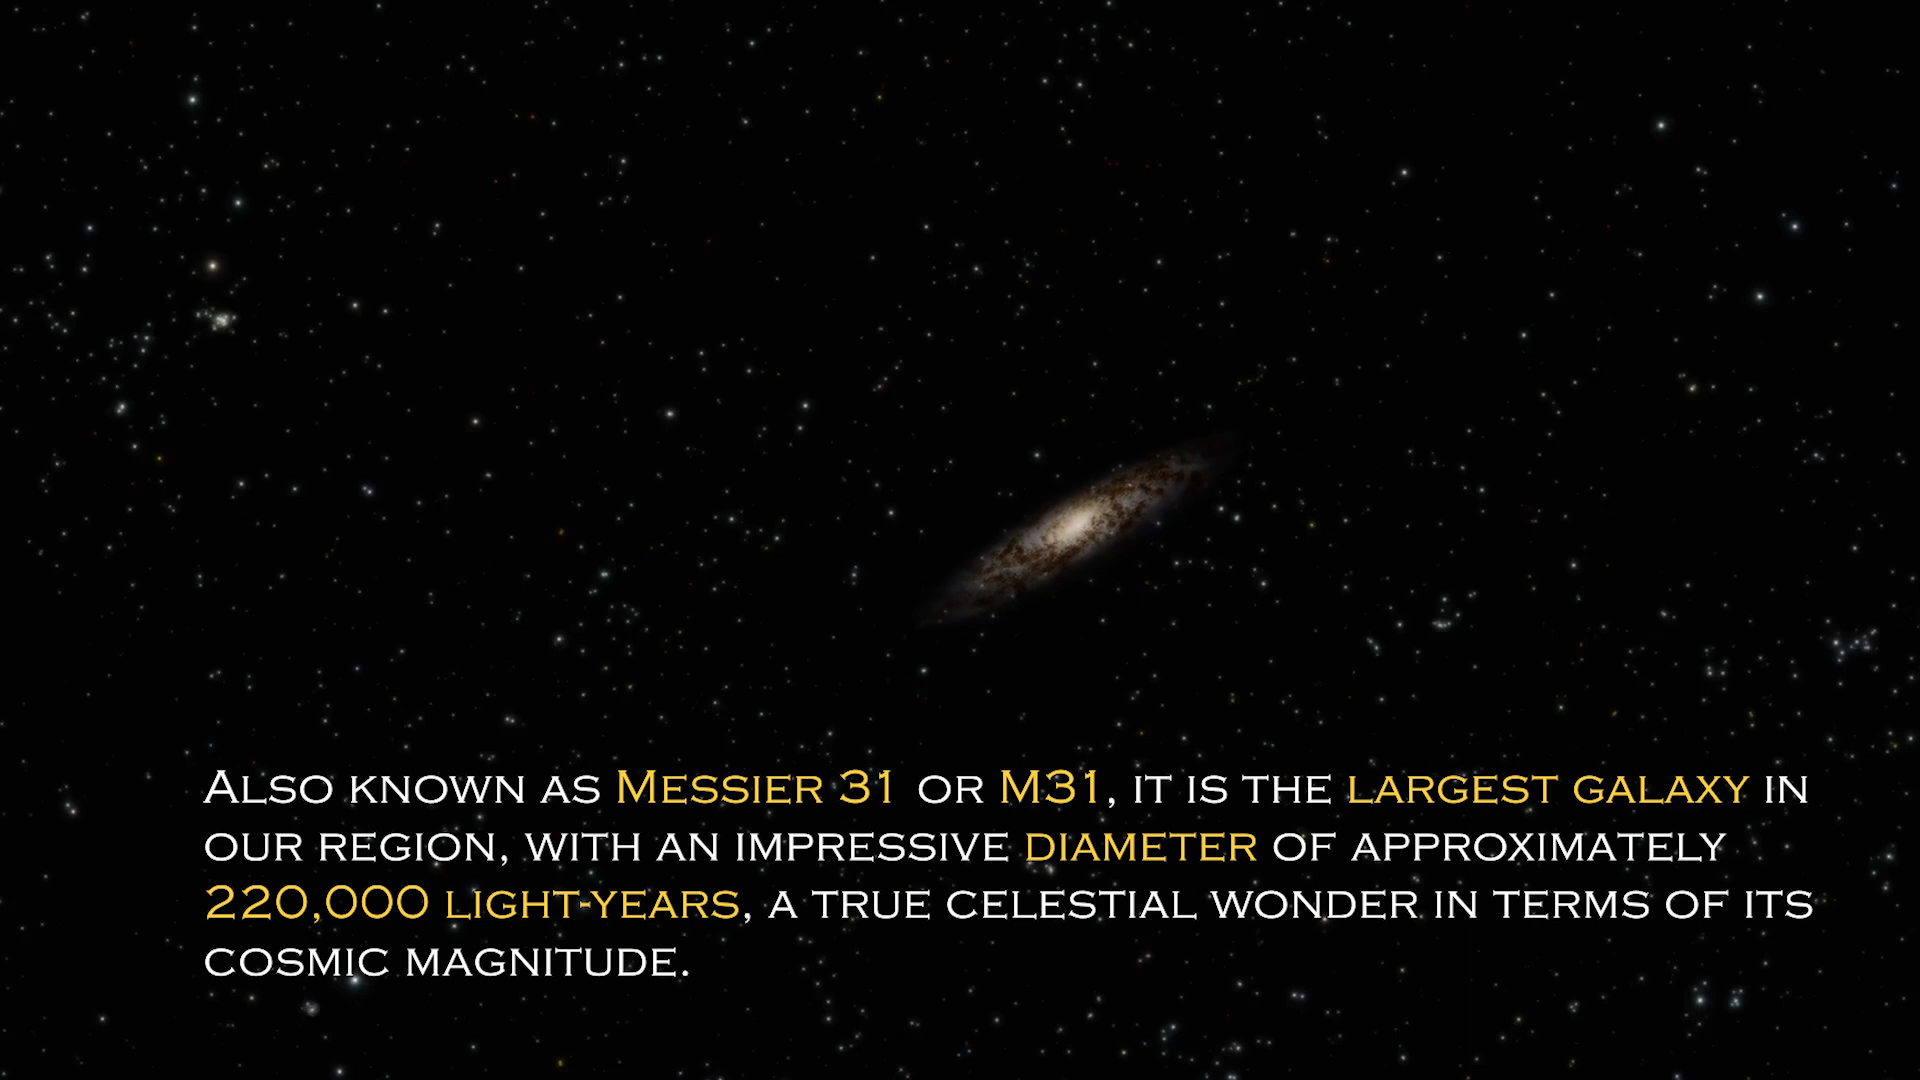 Also known as Messier 31 or M31, it is the largest galaxy in
our region, with an impressive diameter of approximately
220,000 light-years, a true celestial wonder in terms of its
cosmic magnitude.